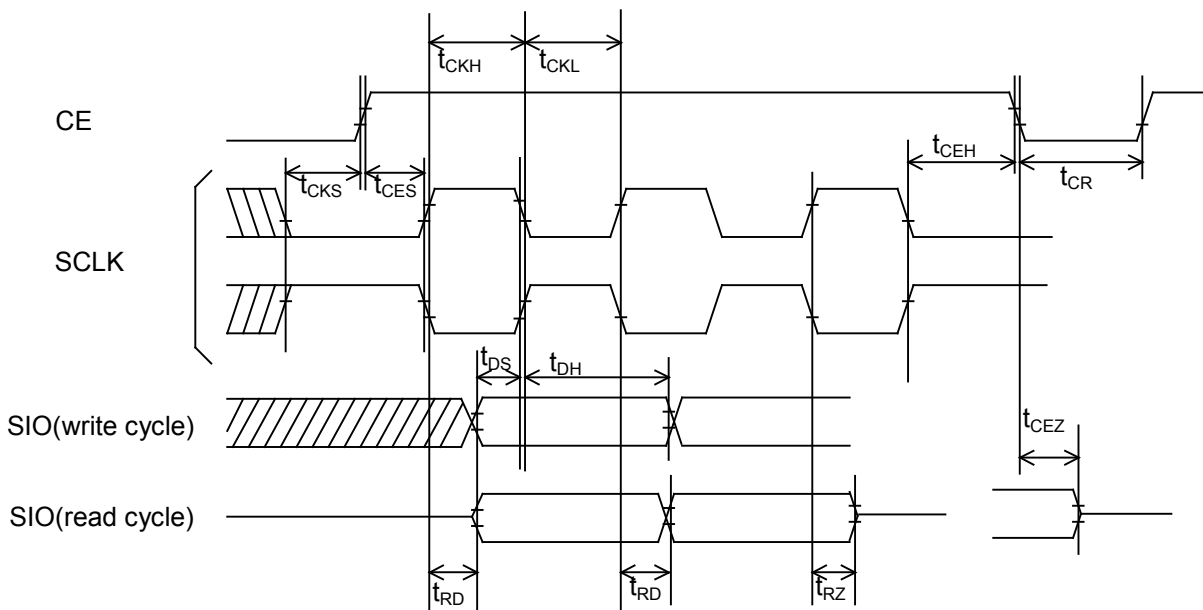 tCKH tCKL
CE
tCEH
tCKS tCES tCR
SCLK
tDS tDH
SIO(write cycle)
tCEZ
SIO(read cycle)
tRD tRD tRZ